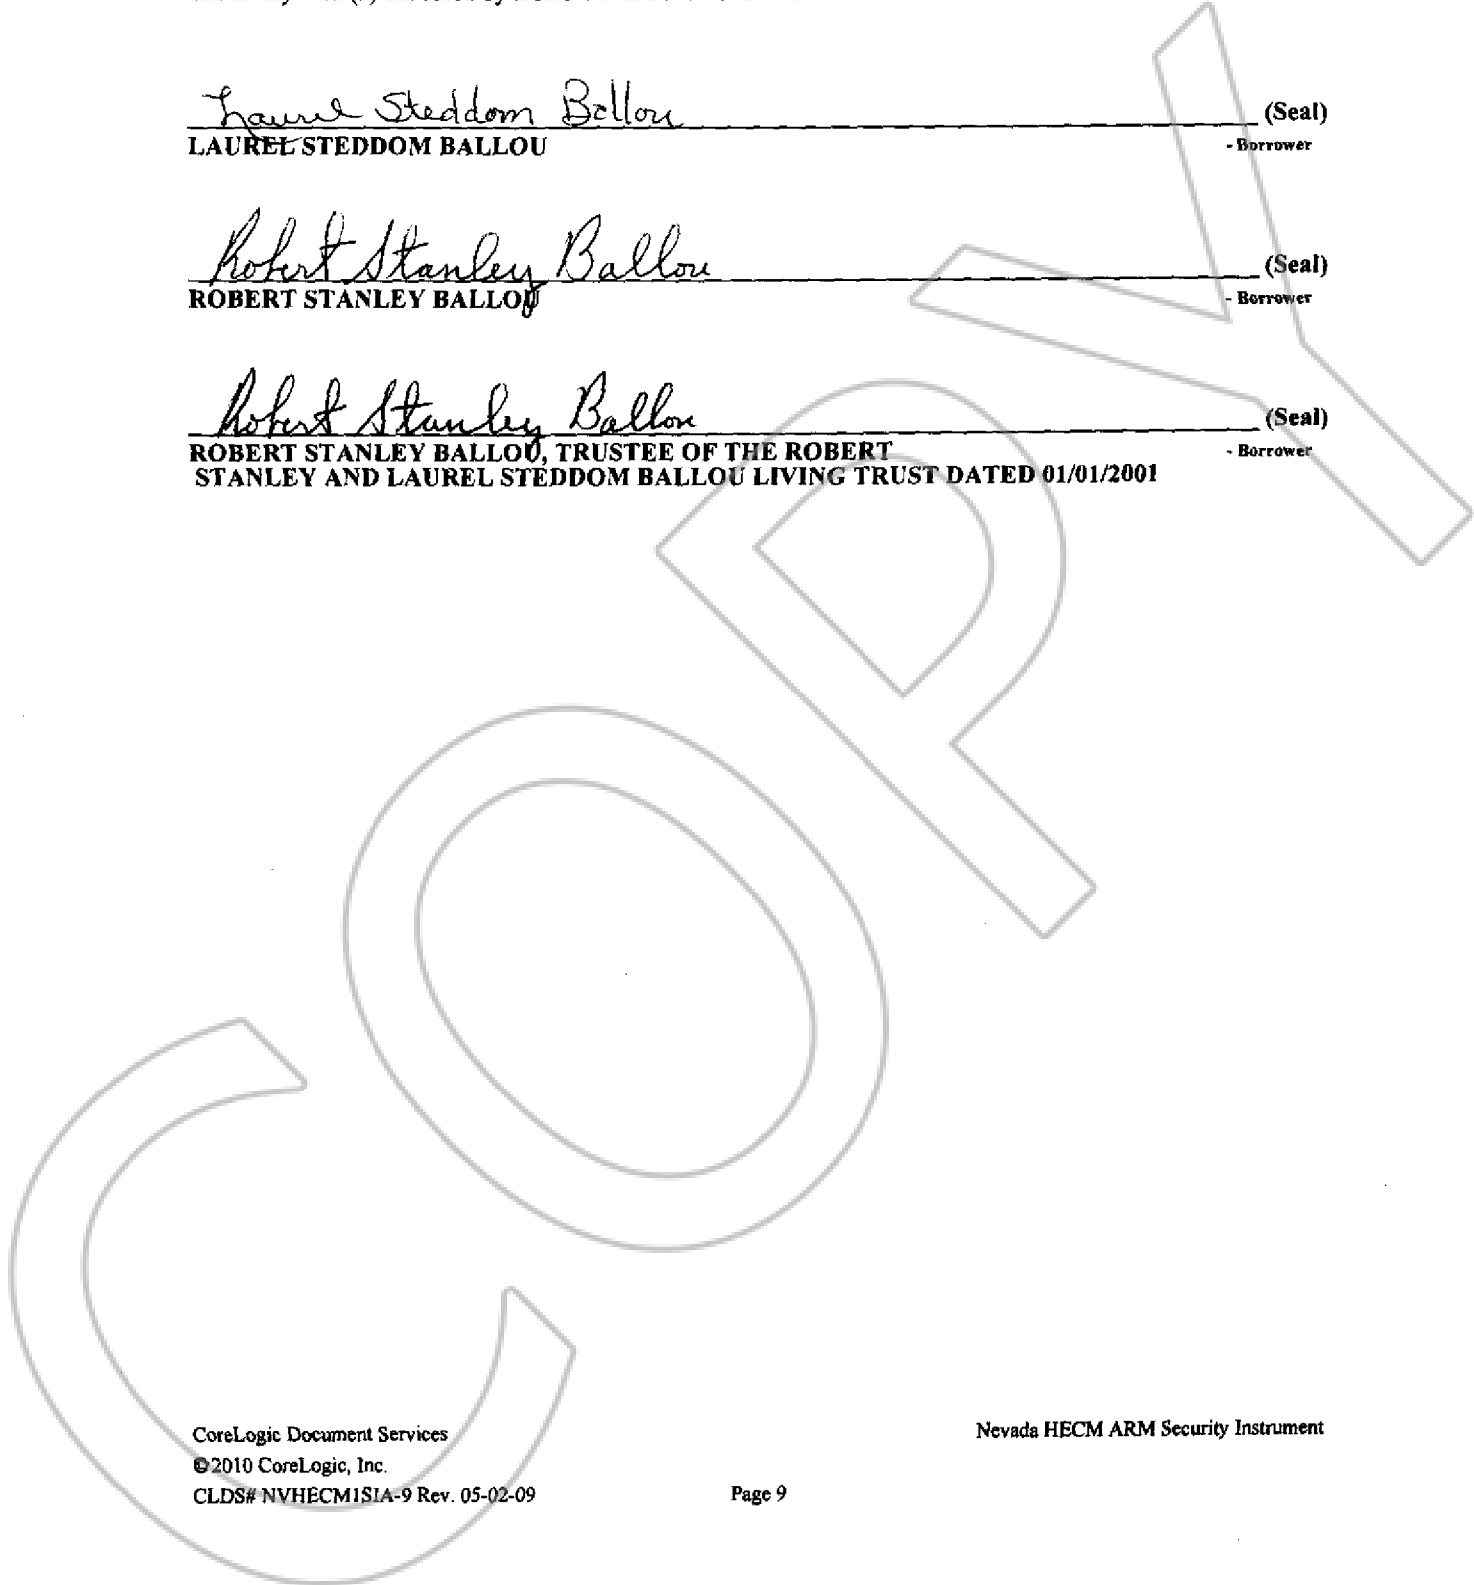 Laurel Steddom Ballou
(Seal)
LAUREL STEDDOM BALLOU
- Borrower
Robert Stanley Ballou
(Seal)
ROBERT STANLEY BALLOU
- Borrower
Robert Stanley Ballou
(Seal)
ROBERT STANLEY BALLOU, TRUSTEE OF THE ROBERT
- Borrower
STANLEY AND LAUREL STEDDOM BALLOU LIVING TRUST DATED 01/01/2001
COPY
CoreLogic Document Services
Nevada HECM ARM Security Instrument
©2010 CoreLogic, Inc.
CLDS# NVHECM1SIA-9 Rev. 05-02-09
Page 9